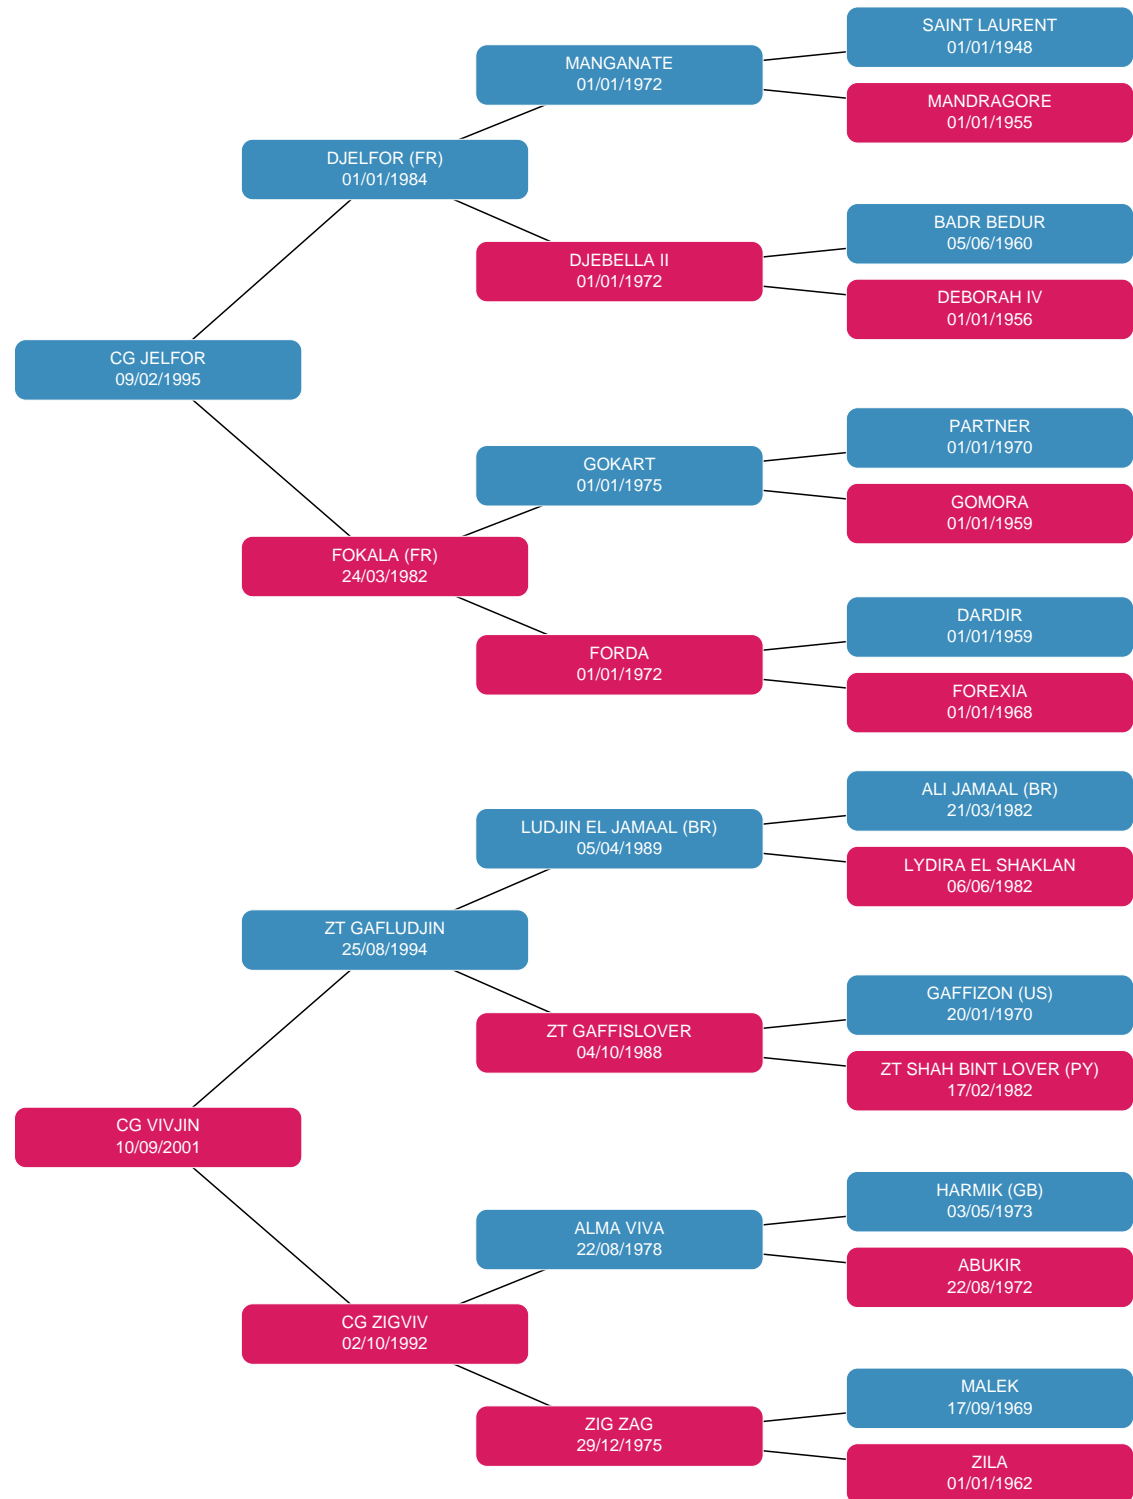 SAINT LAURENT
01/01/1948
MANGANATE
01/01/1972
MANDRAGORE
01/01/1955
DJELFOR (FR)
01/01/1984
BADR BEDUR
05/06/1960
DJEBELLA II
01/01/1972
DEBORAH IV
01/01/1956
CG JELFOR
09/02/1995
PARTNER
01/01/1970
GOKART
01/01/1975
GOMORA
01/01/1959
FOKALA (FR)
24/03/1982
DARDIR
01/01/1959
FORDA
01/01/1972
FOREXIA
01/01/1968
ALI JAMAAL (BR)
21/03/1982
LUDJIN EL JAMAAL (BR)
05/04/1989
LYDIRA EL SHAKLAN
06/06/1982
ZT GAFLUDJIN
25/08/1994
GAFFIZON (US)
20/01/1970
ZT GAFFISLOVER
04/10/1988
ZT SHAH BINT LOVER (PY)
17/02/1982
CG VIVJIN
10/09/2001
HARMIK (GB)
03/05/1973
ALMA VIVA
22/08/1978
ABUKIR
22/08/1972
CG ZIGVIV
02/10/1992
MALEK
17/09/1969
ZIG ZAG
29/12/1975
ZILA
01/01/1962